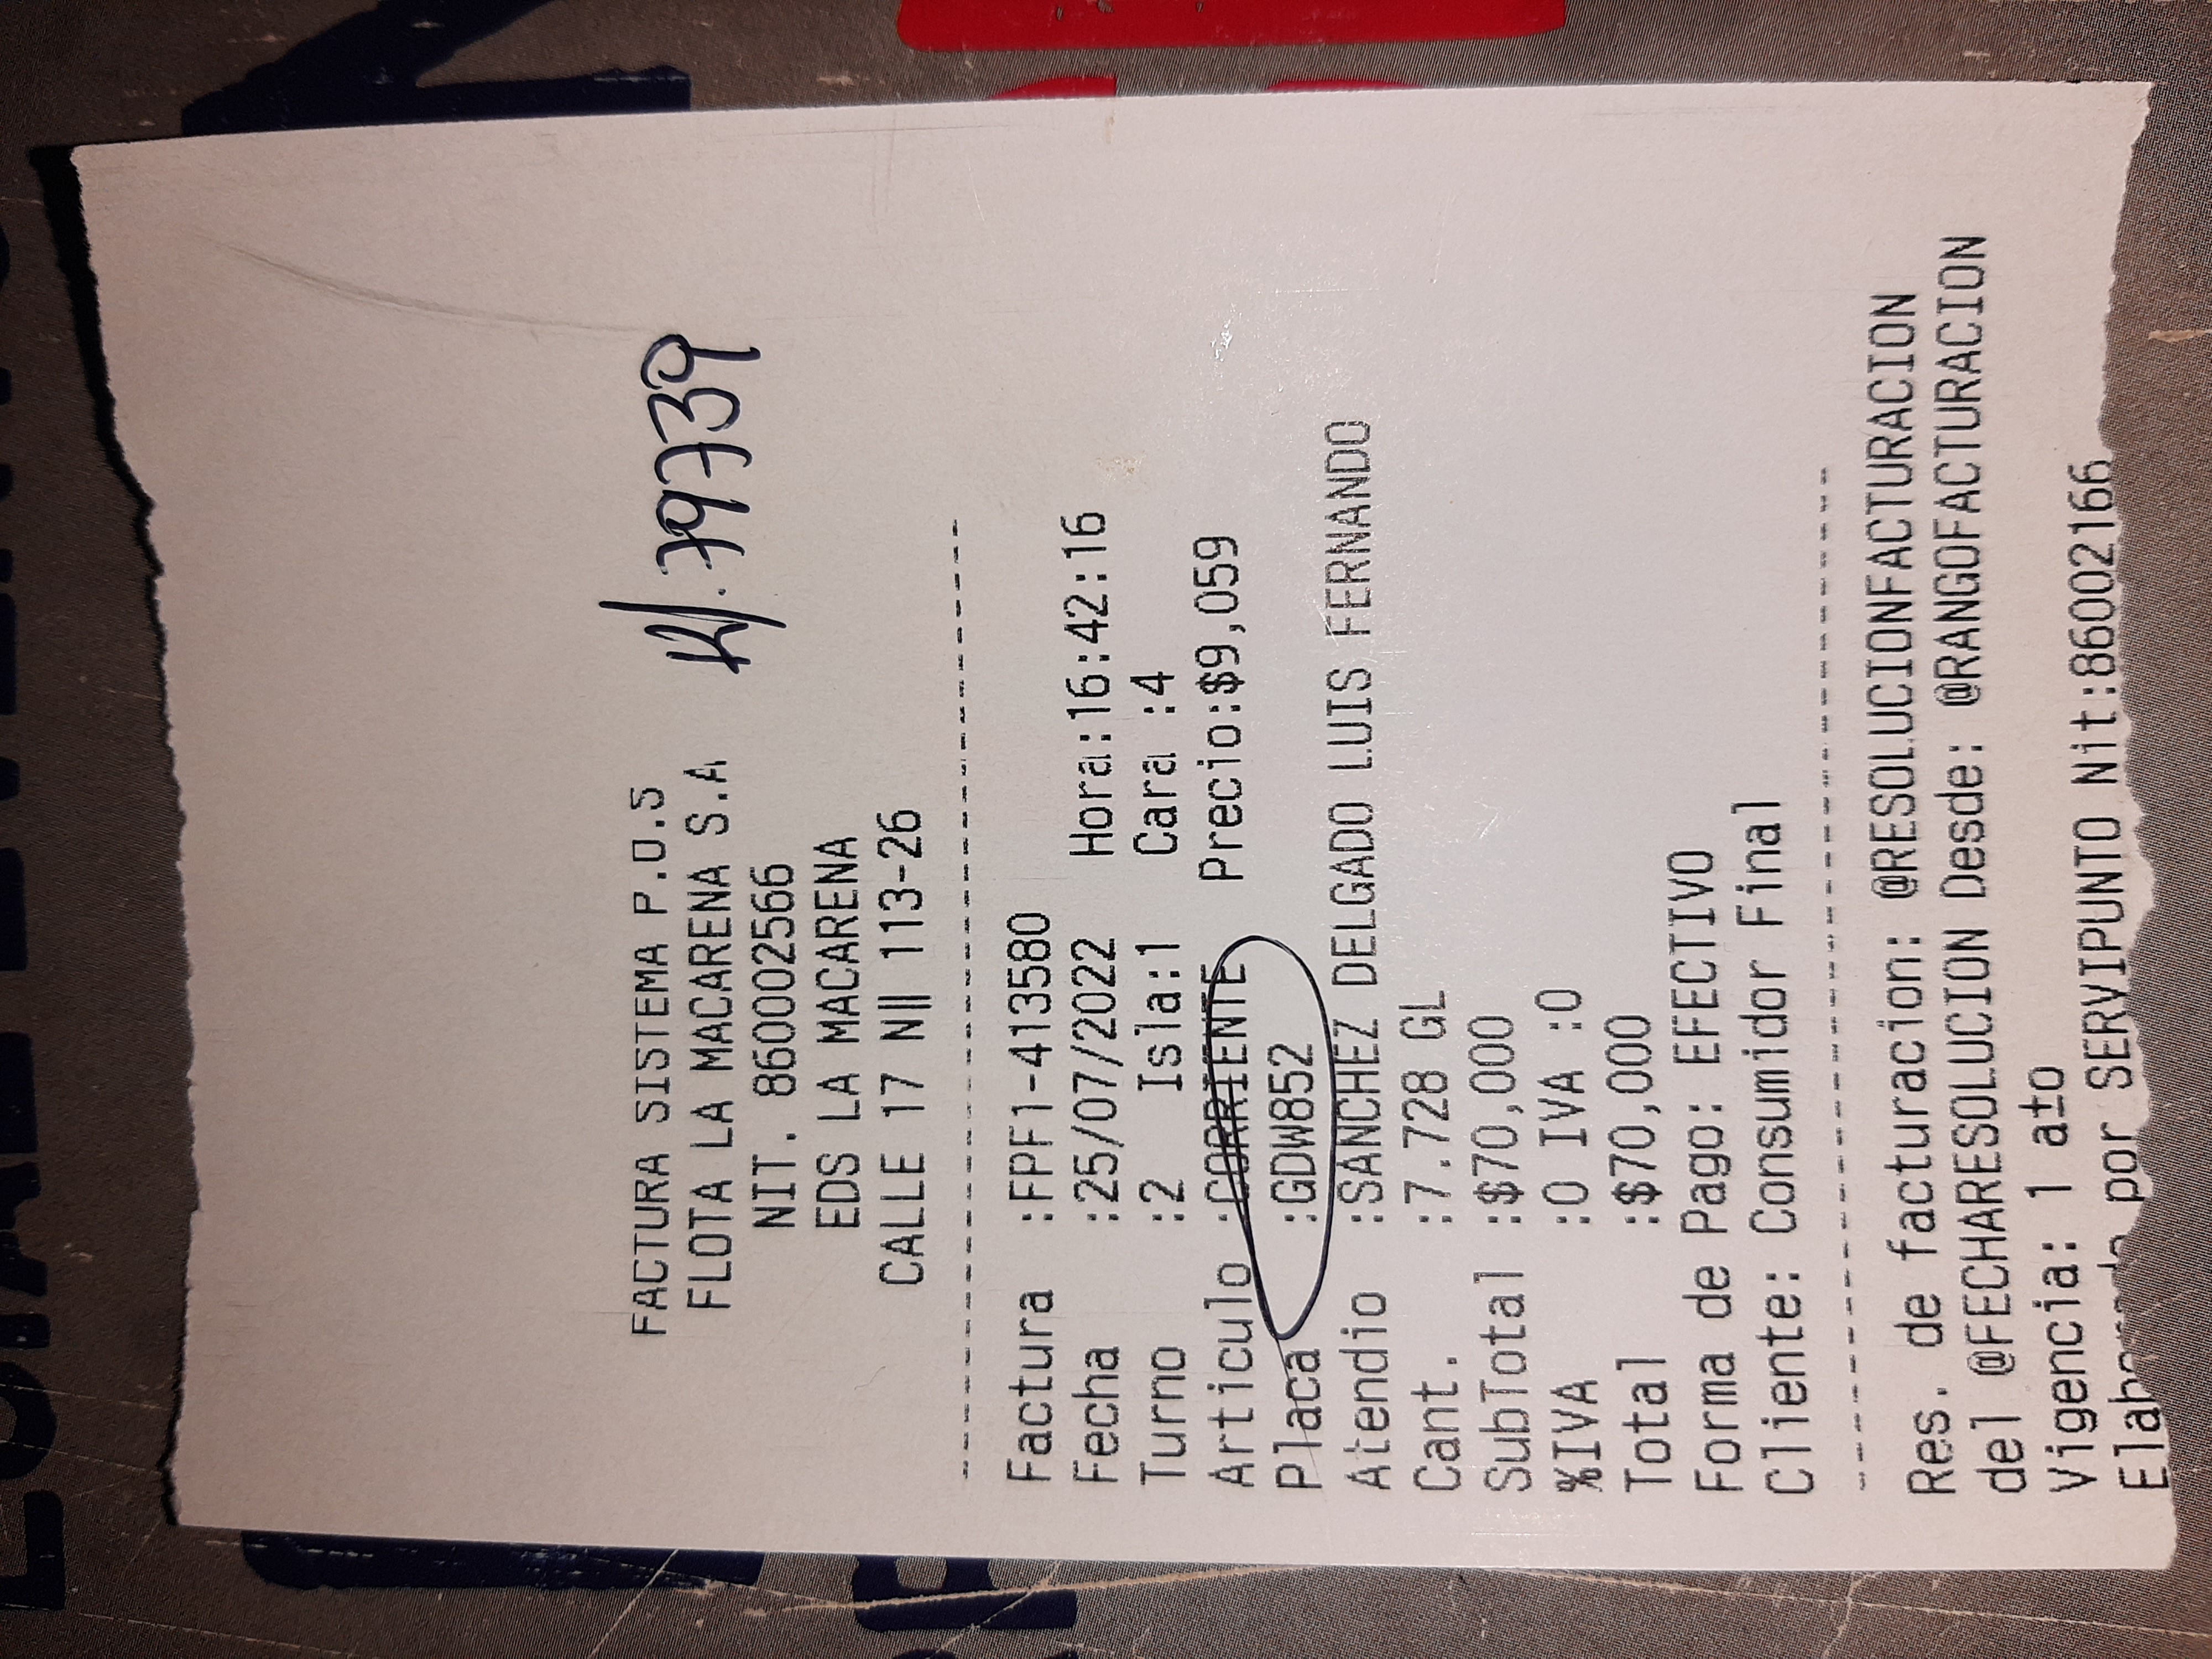 FACTURA SISTEMA P.O.S
FLOTA LA MACARENA S.A K/. 79739
NIT. 860002566
EDS LA MACARENA
CALLE 17 N|| 113-26
Factura :FPF1-413580
Fecha :25/07/2022 Hora:16:42:16
Turno :2 Isla:1 Cara :4
Articulo :CORRIENTE Precio:$9,059
Placa :GDW852
Atendio :SANCHEZ DELGADO LUIS FERNANDO
Cant. :7.728 GL
SubTotal :$70,000
%IVA :0 IVA :0
Total :$70,000
Forma de Pago: EFECTIVO
Cliente: Consumidor Final
Res. de facturacion: @RESOLUCIONFACTURACION
del @FECHARESOLUCION Desde: @RANGOFACTURACION
Vigencia: 1 a±o
Elaborado por SERVIPUNTO Nit:86002166